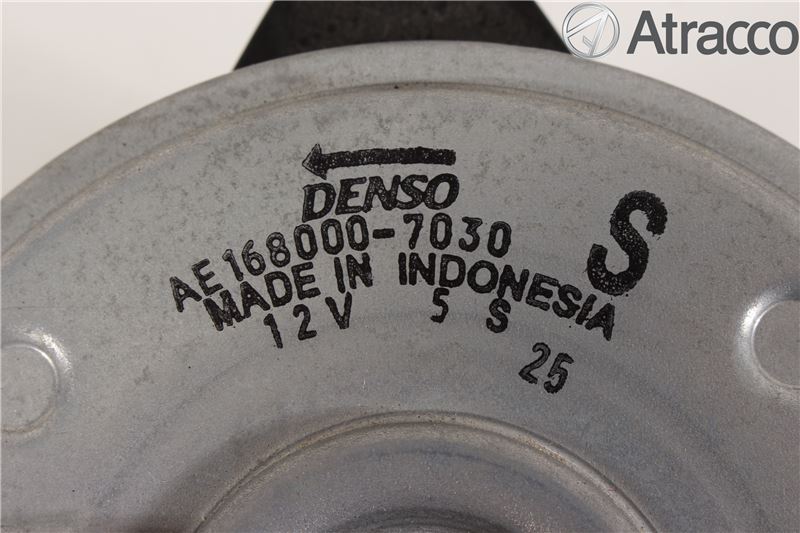 Atracco
DENSO
S
AE168000-7030
MADE IN INDONESIA
12V 5 S
25